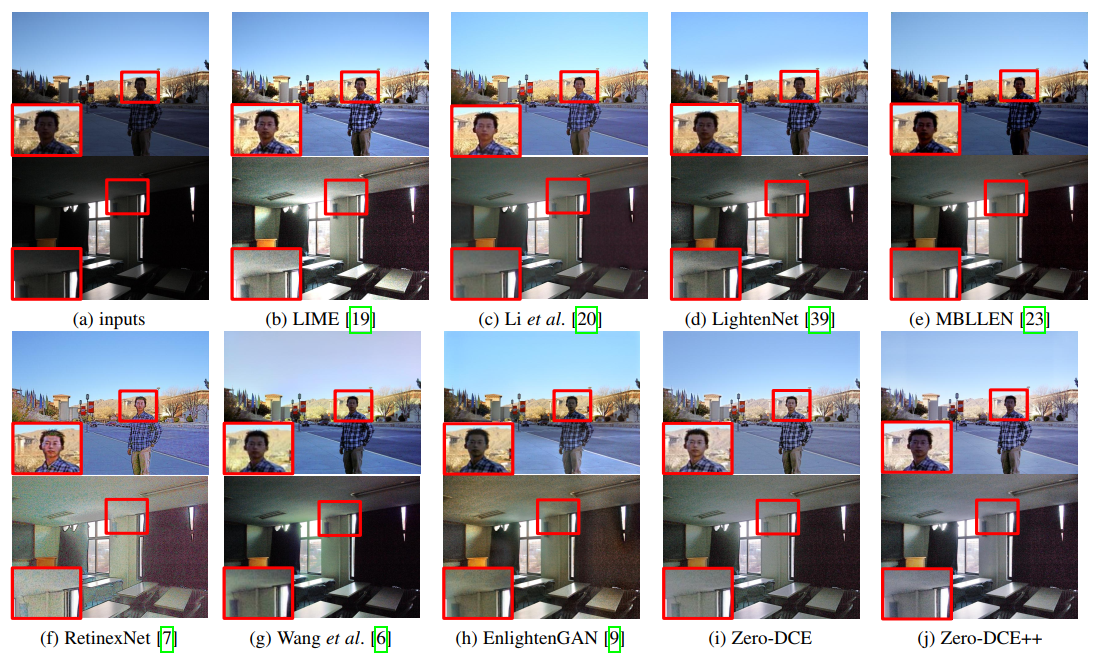 (a) inputs
(b) LIME [19]
(c) Li et al. [20]
(d) LightenNet [39]
(e) MBLLEN [23]
(f) RetinexNet [7]
(g) Wang et al. [6]
(h) EnlightenGAN [9]
(i) Zero-DCE
(j) Zero-DCE++